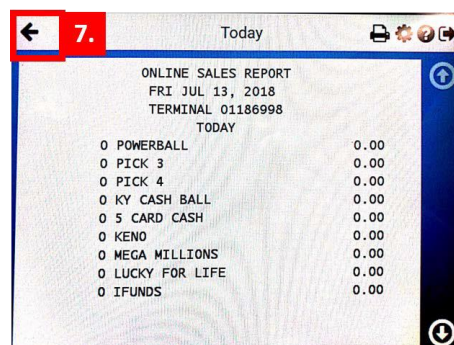 7. Today
ONLINE SALES REPORT
FRI JUL 13, 2018
TERMINAL 01186998
TODAY
0 POWERBALL 0.00
0 PICK 3 0.00
0 PICK 4 0.00
0 KY CASH BALL 0.00
0 5 CARD CASH 0.00
0 KENO 0.00
0 MEGA MILLIONS 0.00
0 LUCKY FOR LIFE 0.00
0 IFUNDS 0.00